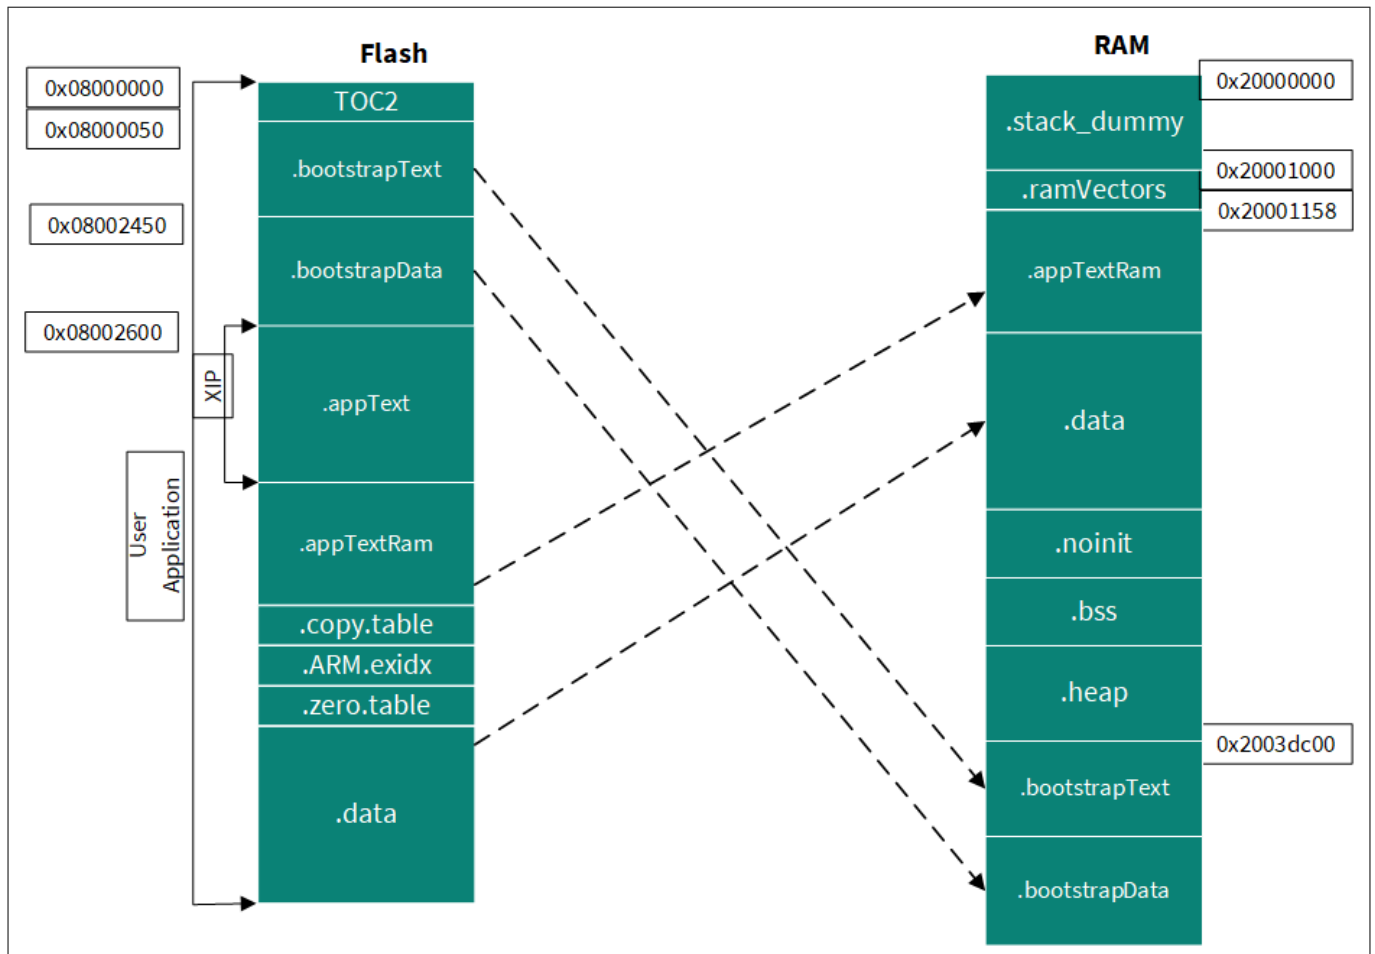 Flash
RAM
0x08000000
0x08000050
0x08002450
0x08002600
XIP
User
Application
TOC2
.bootstrapText
.bootstrapData
.appText
.appTextRam
.copy.table
.ARM.exidx
.zero.table
.data
.stack_dummy
.ramVectors
.appTextRam
.data
.noinit
.bss
.heap
.bootstrapText
.bootstrapData
0x20000000
0x20001000
0x20001158
0x2003dc00